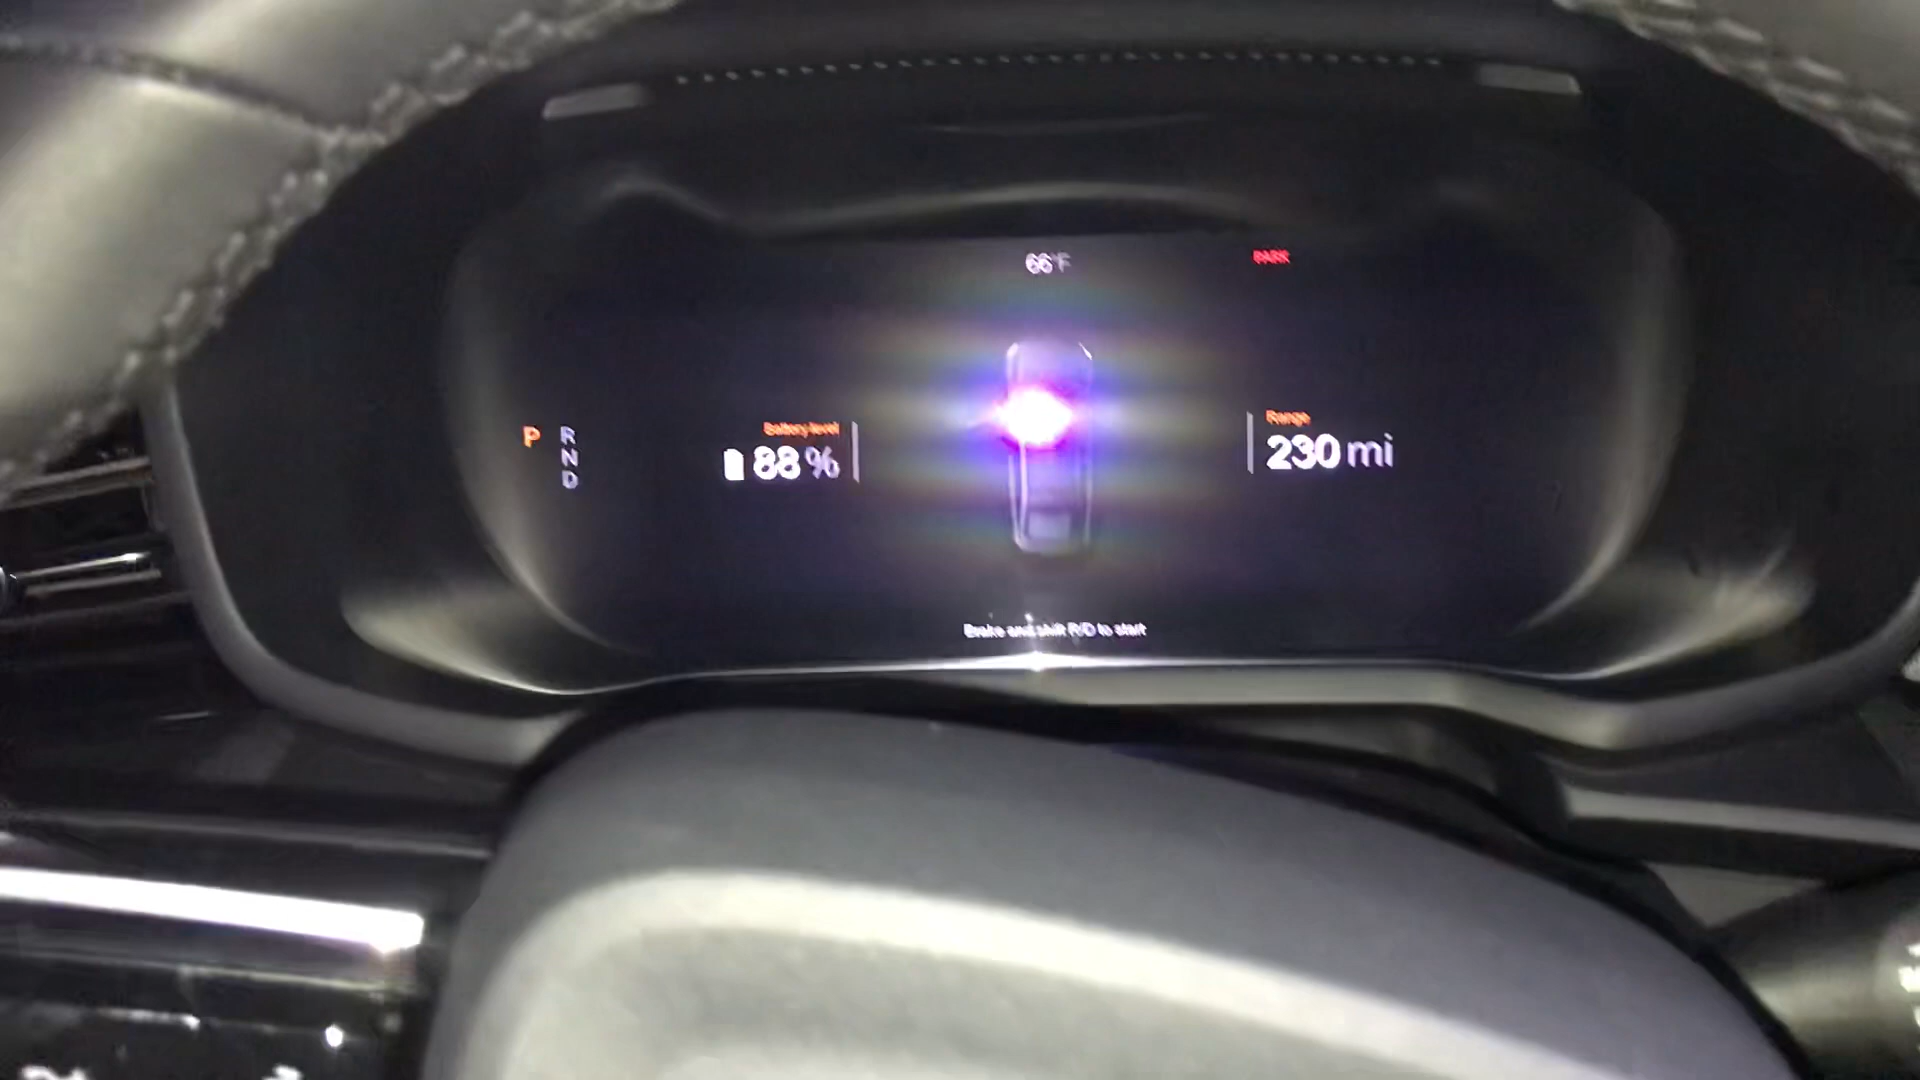 66°F
PARK
P
R
N
D
Battery level
88 %
Range
230 mi
Brake and shift R/D to start